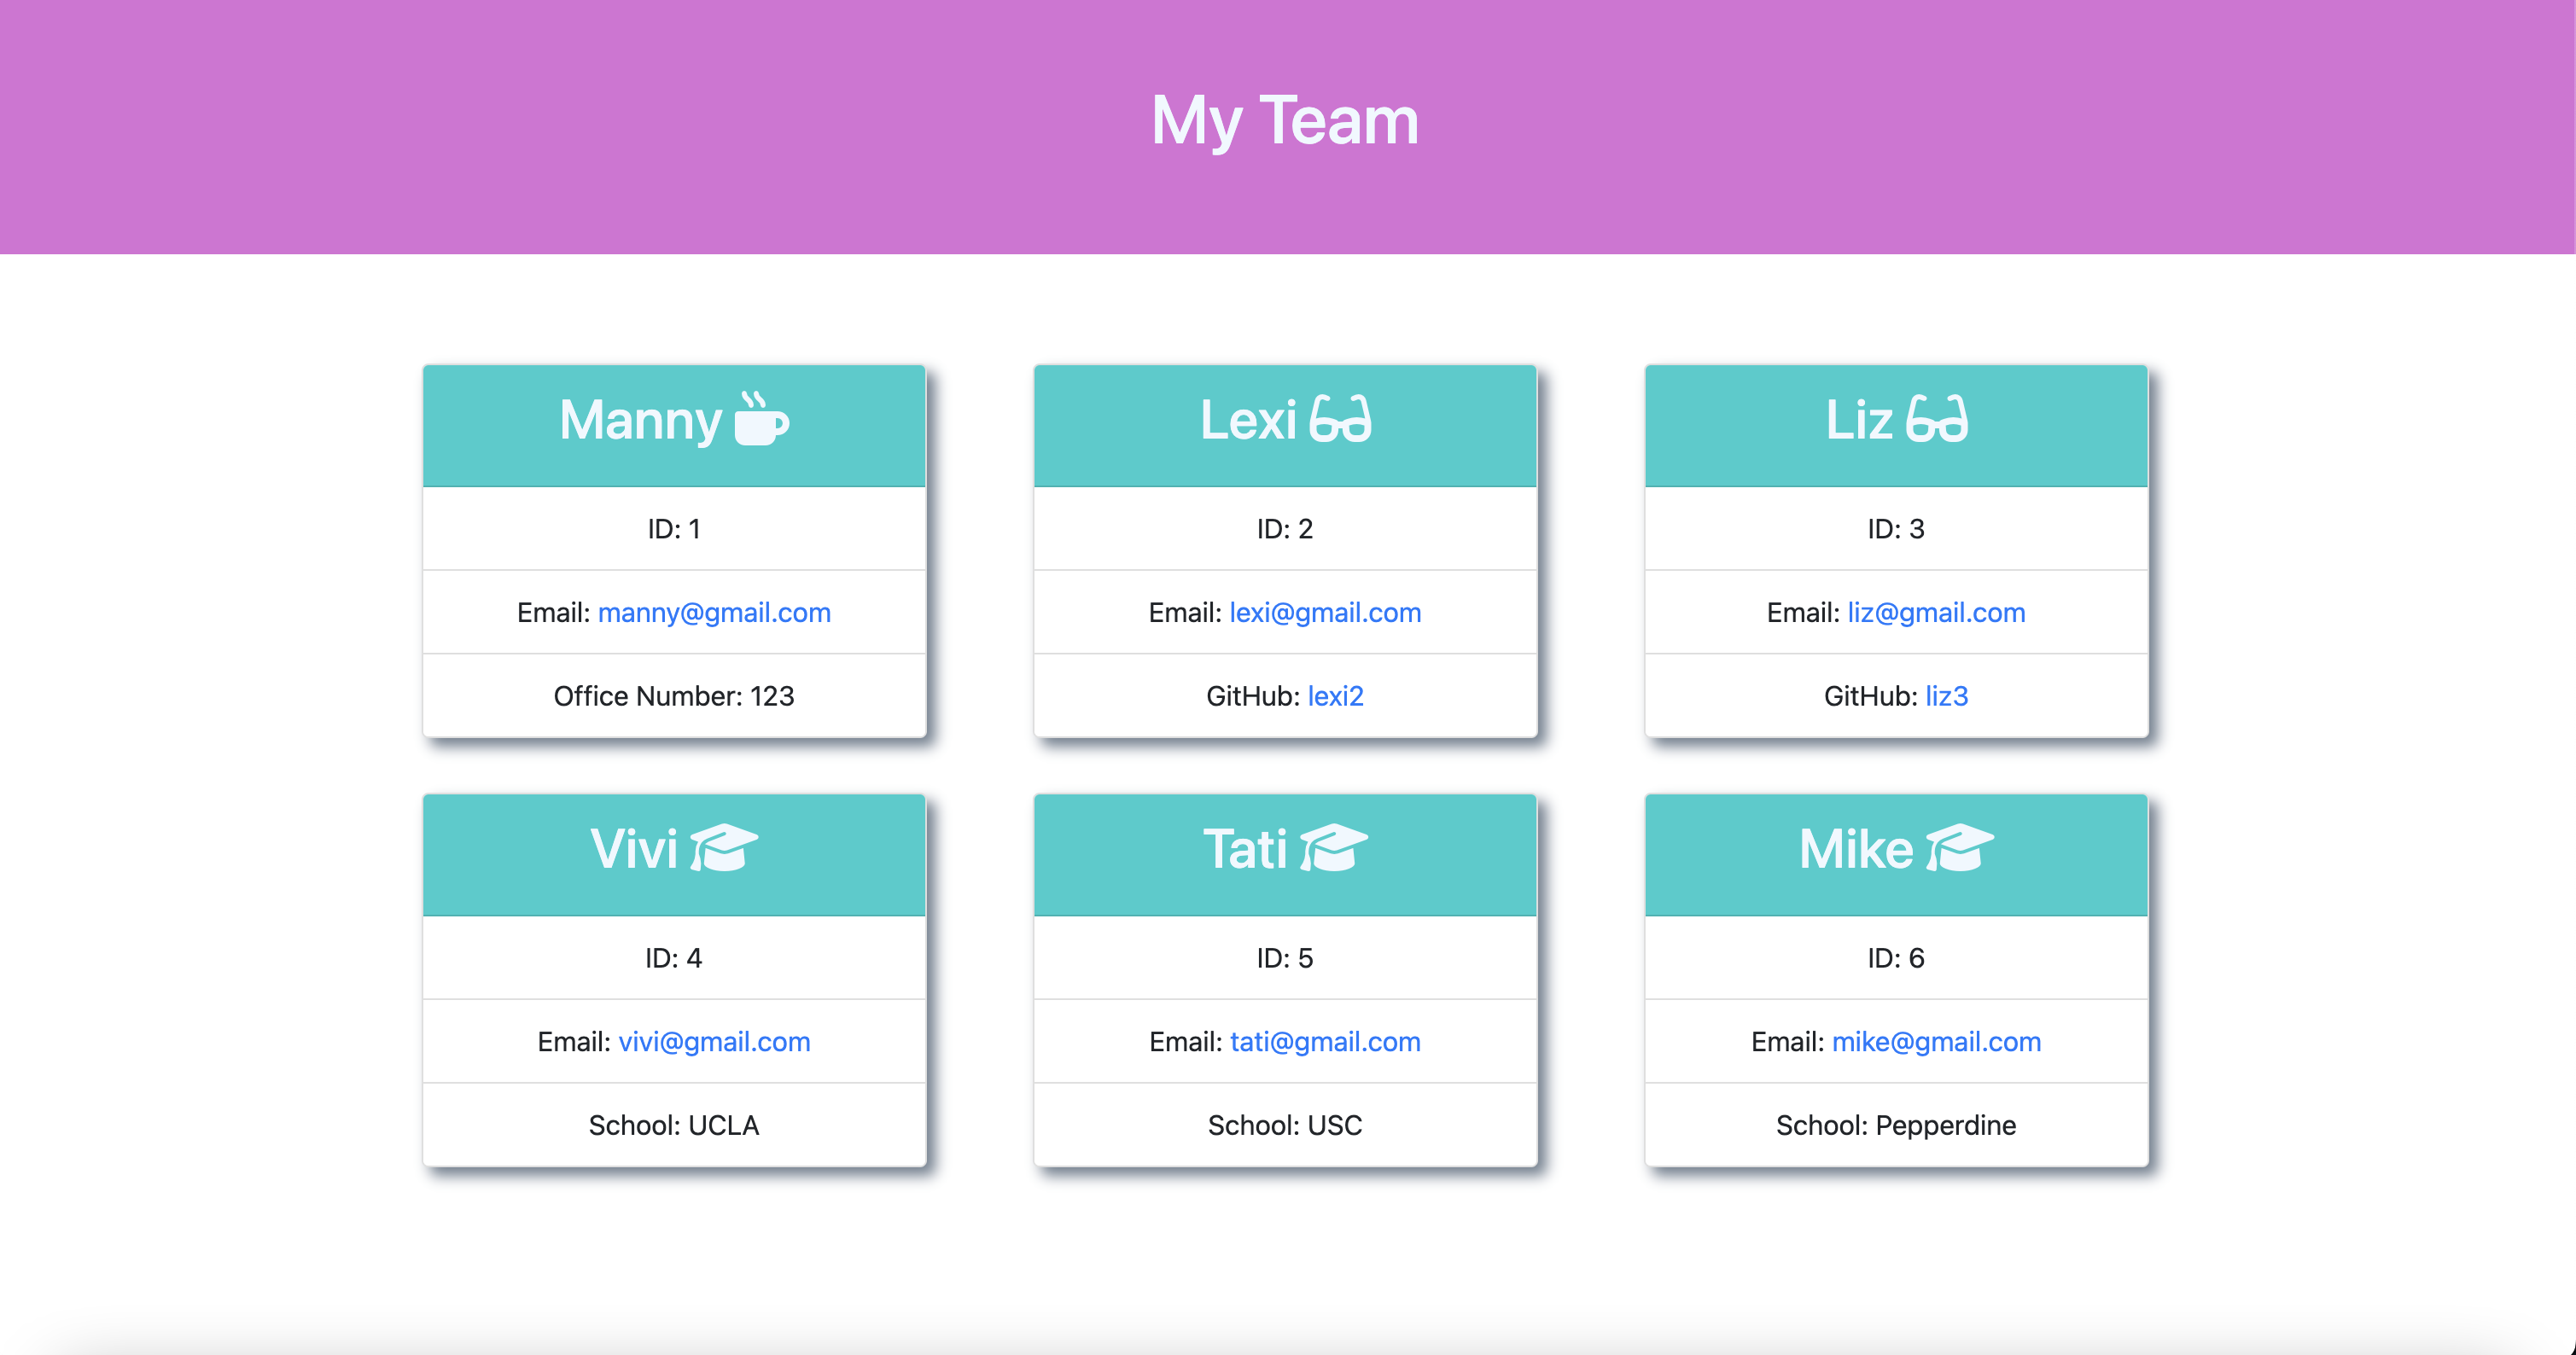 My Team
Manny
ID: 1
Email: manny@gmail.com
Office Number: 123
Lexi
ID: 2
Email: lexi@gmail.com
GitHub: lexi2
Liz
ID: 3
Email: liz@gmail.com
GitHub: liz3
Vivi
ID: 4
Email: vivi@gmail.com
School: UCLA
Tati
ID: 5
Email: tati@gmail.com
School: USC
Mike
ID: 6
Email: mike@gmail.com
School: Pepperdine